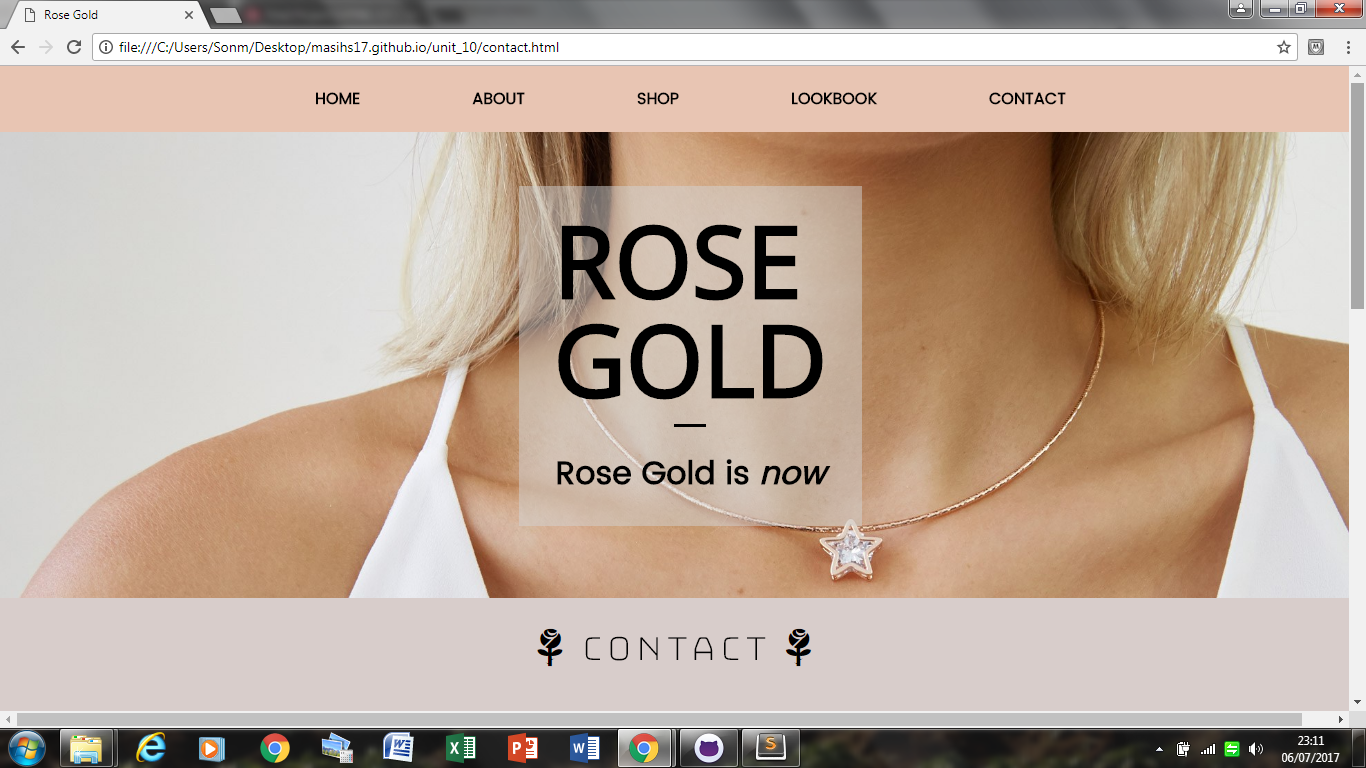 Rose Gold
file:///C:/Users/Sonm/Desktop/masihs17.github.io/unit_10/contact.html
HOME ABOUT SHOP LOOKBOOK CONTACT
ROSE
GOLD
Rose Gold is now
CONTACT
23:11
06/07/2017